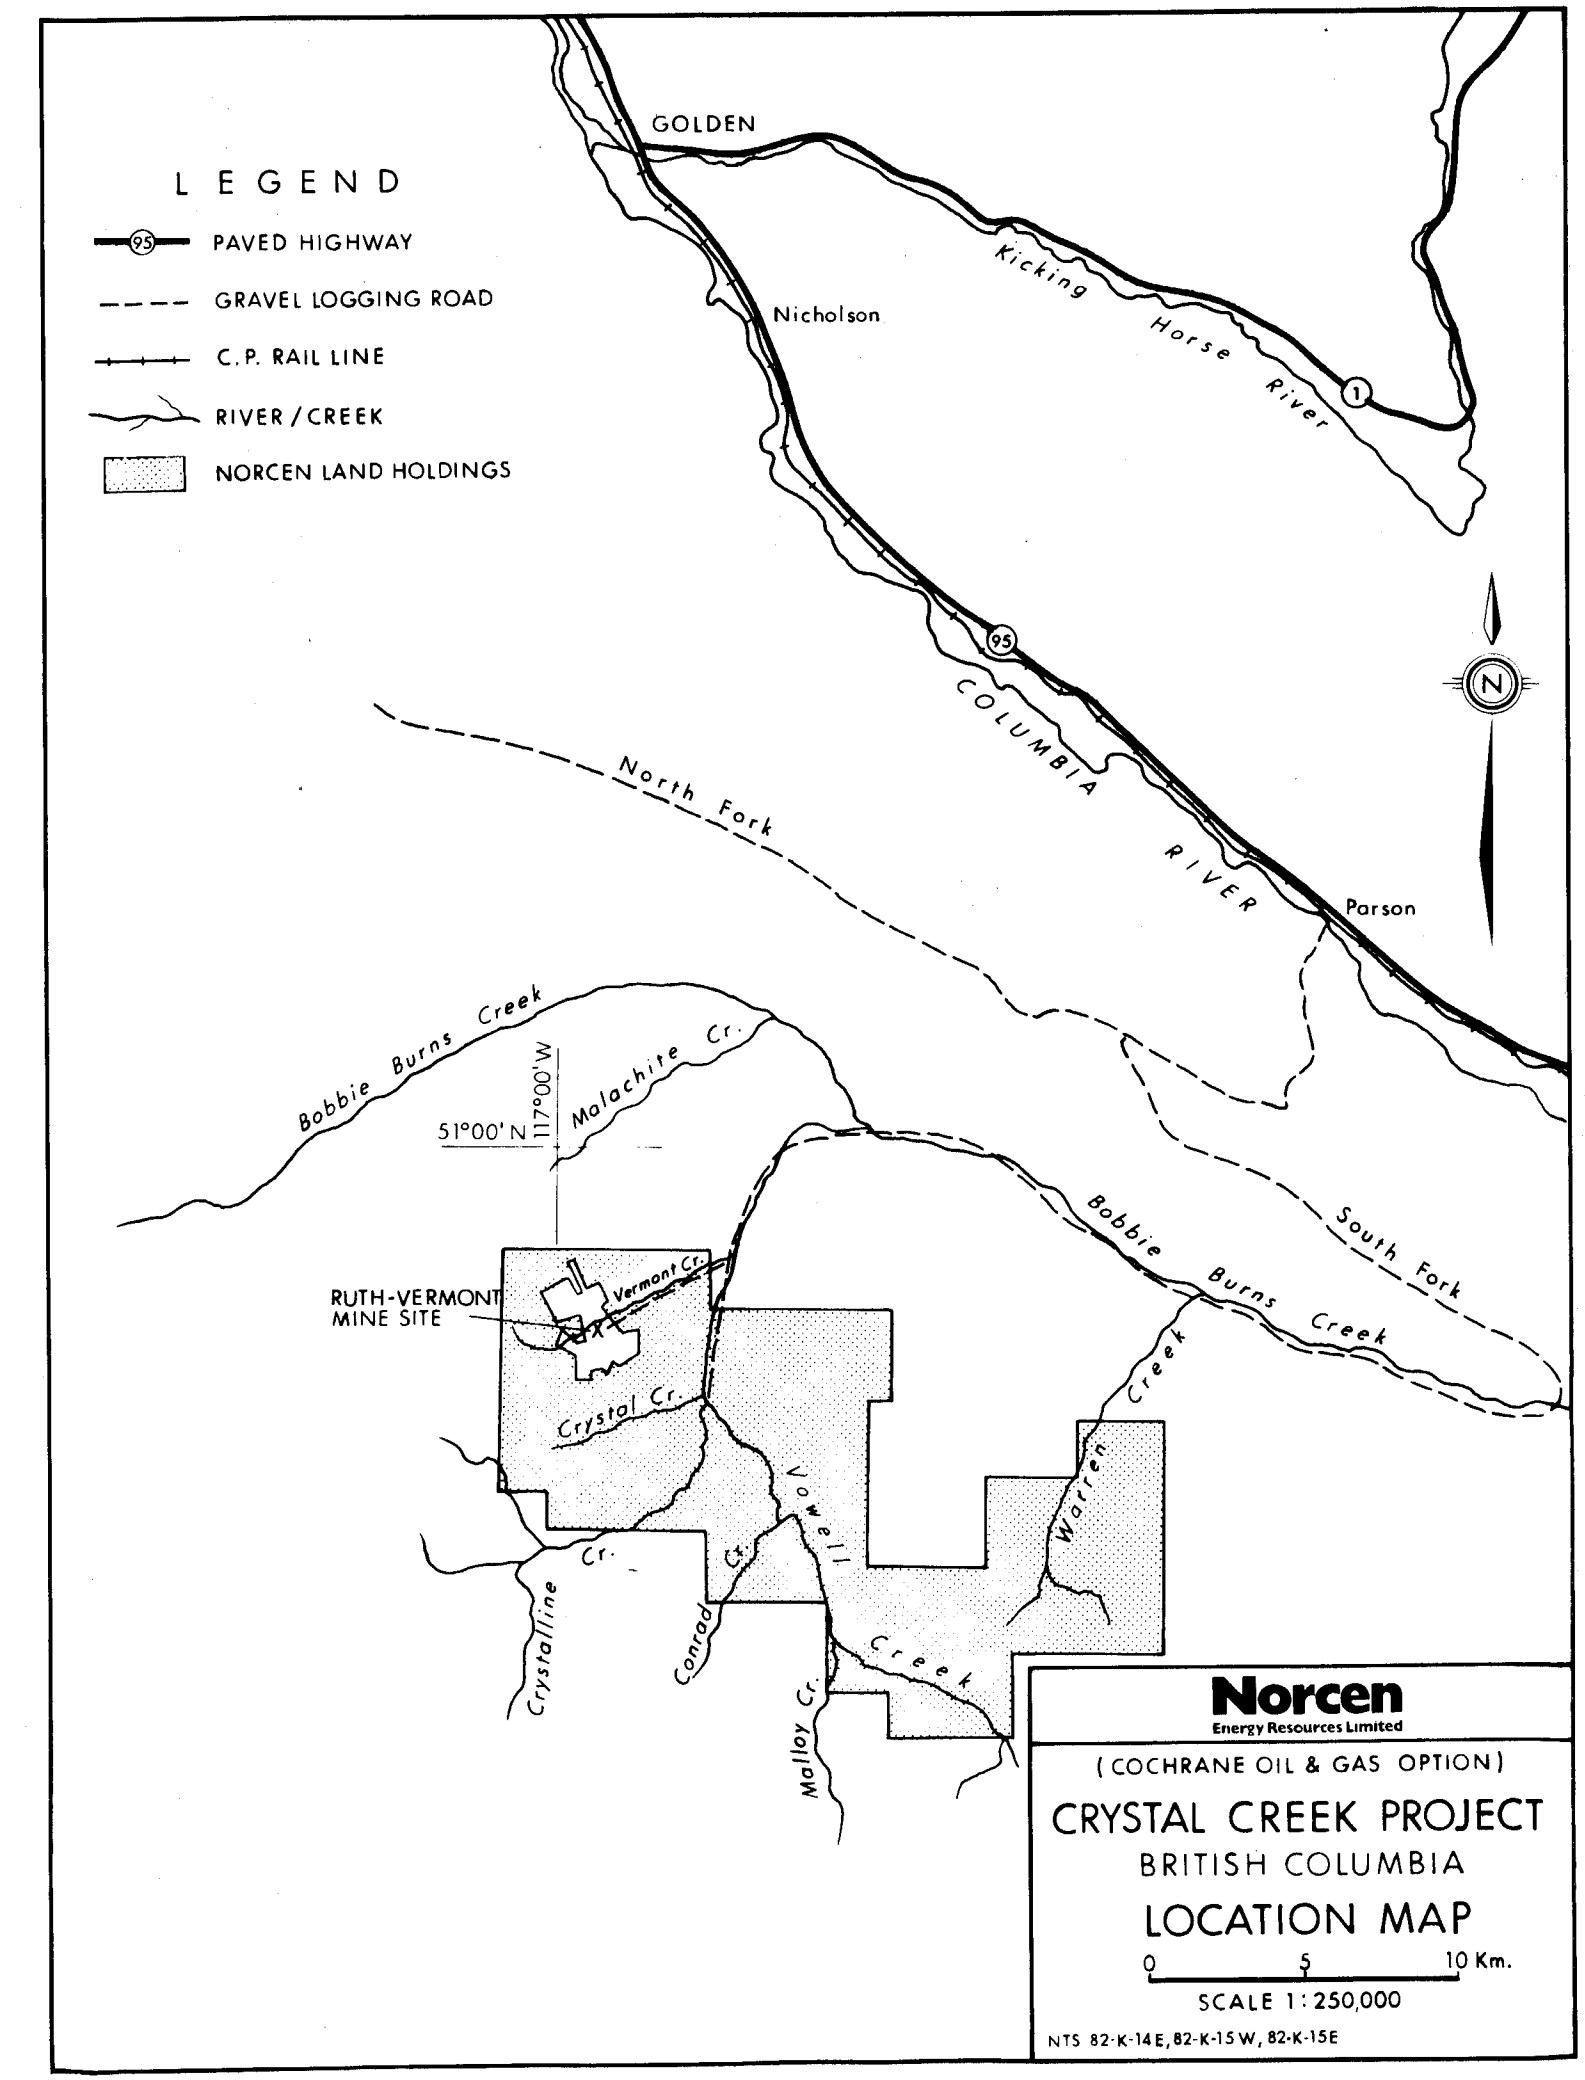 GOLDEN
LEGEND
95 PAVED HIGHWAY
GRAVEL LOGGING ROAD
C.P. RAIL LINE
RIVER/CREEK
NORCEN LAND HOLDINGS
Kicking Horse River
1
Nicholson
95
COLUMBIA RIVER
N
North Fork
Parson
Bobbie Burns Creek
Malachite Cr.
117°00'W
51°00'N
Bobbie Burns Creek
South Fork
RUTH-VERMONT
MINE SITE
Vermont Cr.
Crystal Cr.
Vowell Creek
Warren Creek
Crystalline Cr.
Conrad Cr.
Malloy Cr.
Norcen
Energy Resources Limited
(COCHRANE OIL & GAS OPTION)
CRYSTAL CREEK PROJECT
BRITISH COLUMBIA
LOCATION MAP
0 5 10 Km.
SCALE 1:250,000
NTS 82-K-14E, 82-K-15W, 82-K-15E